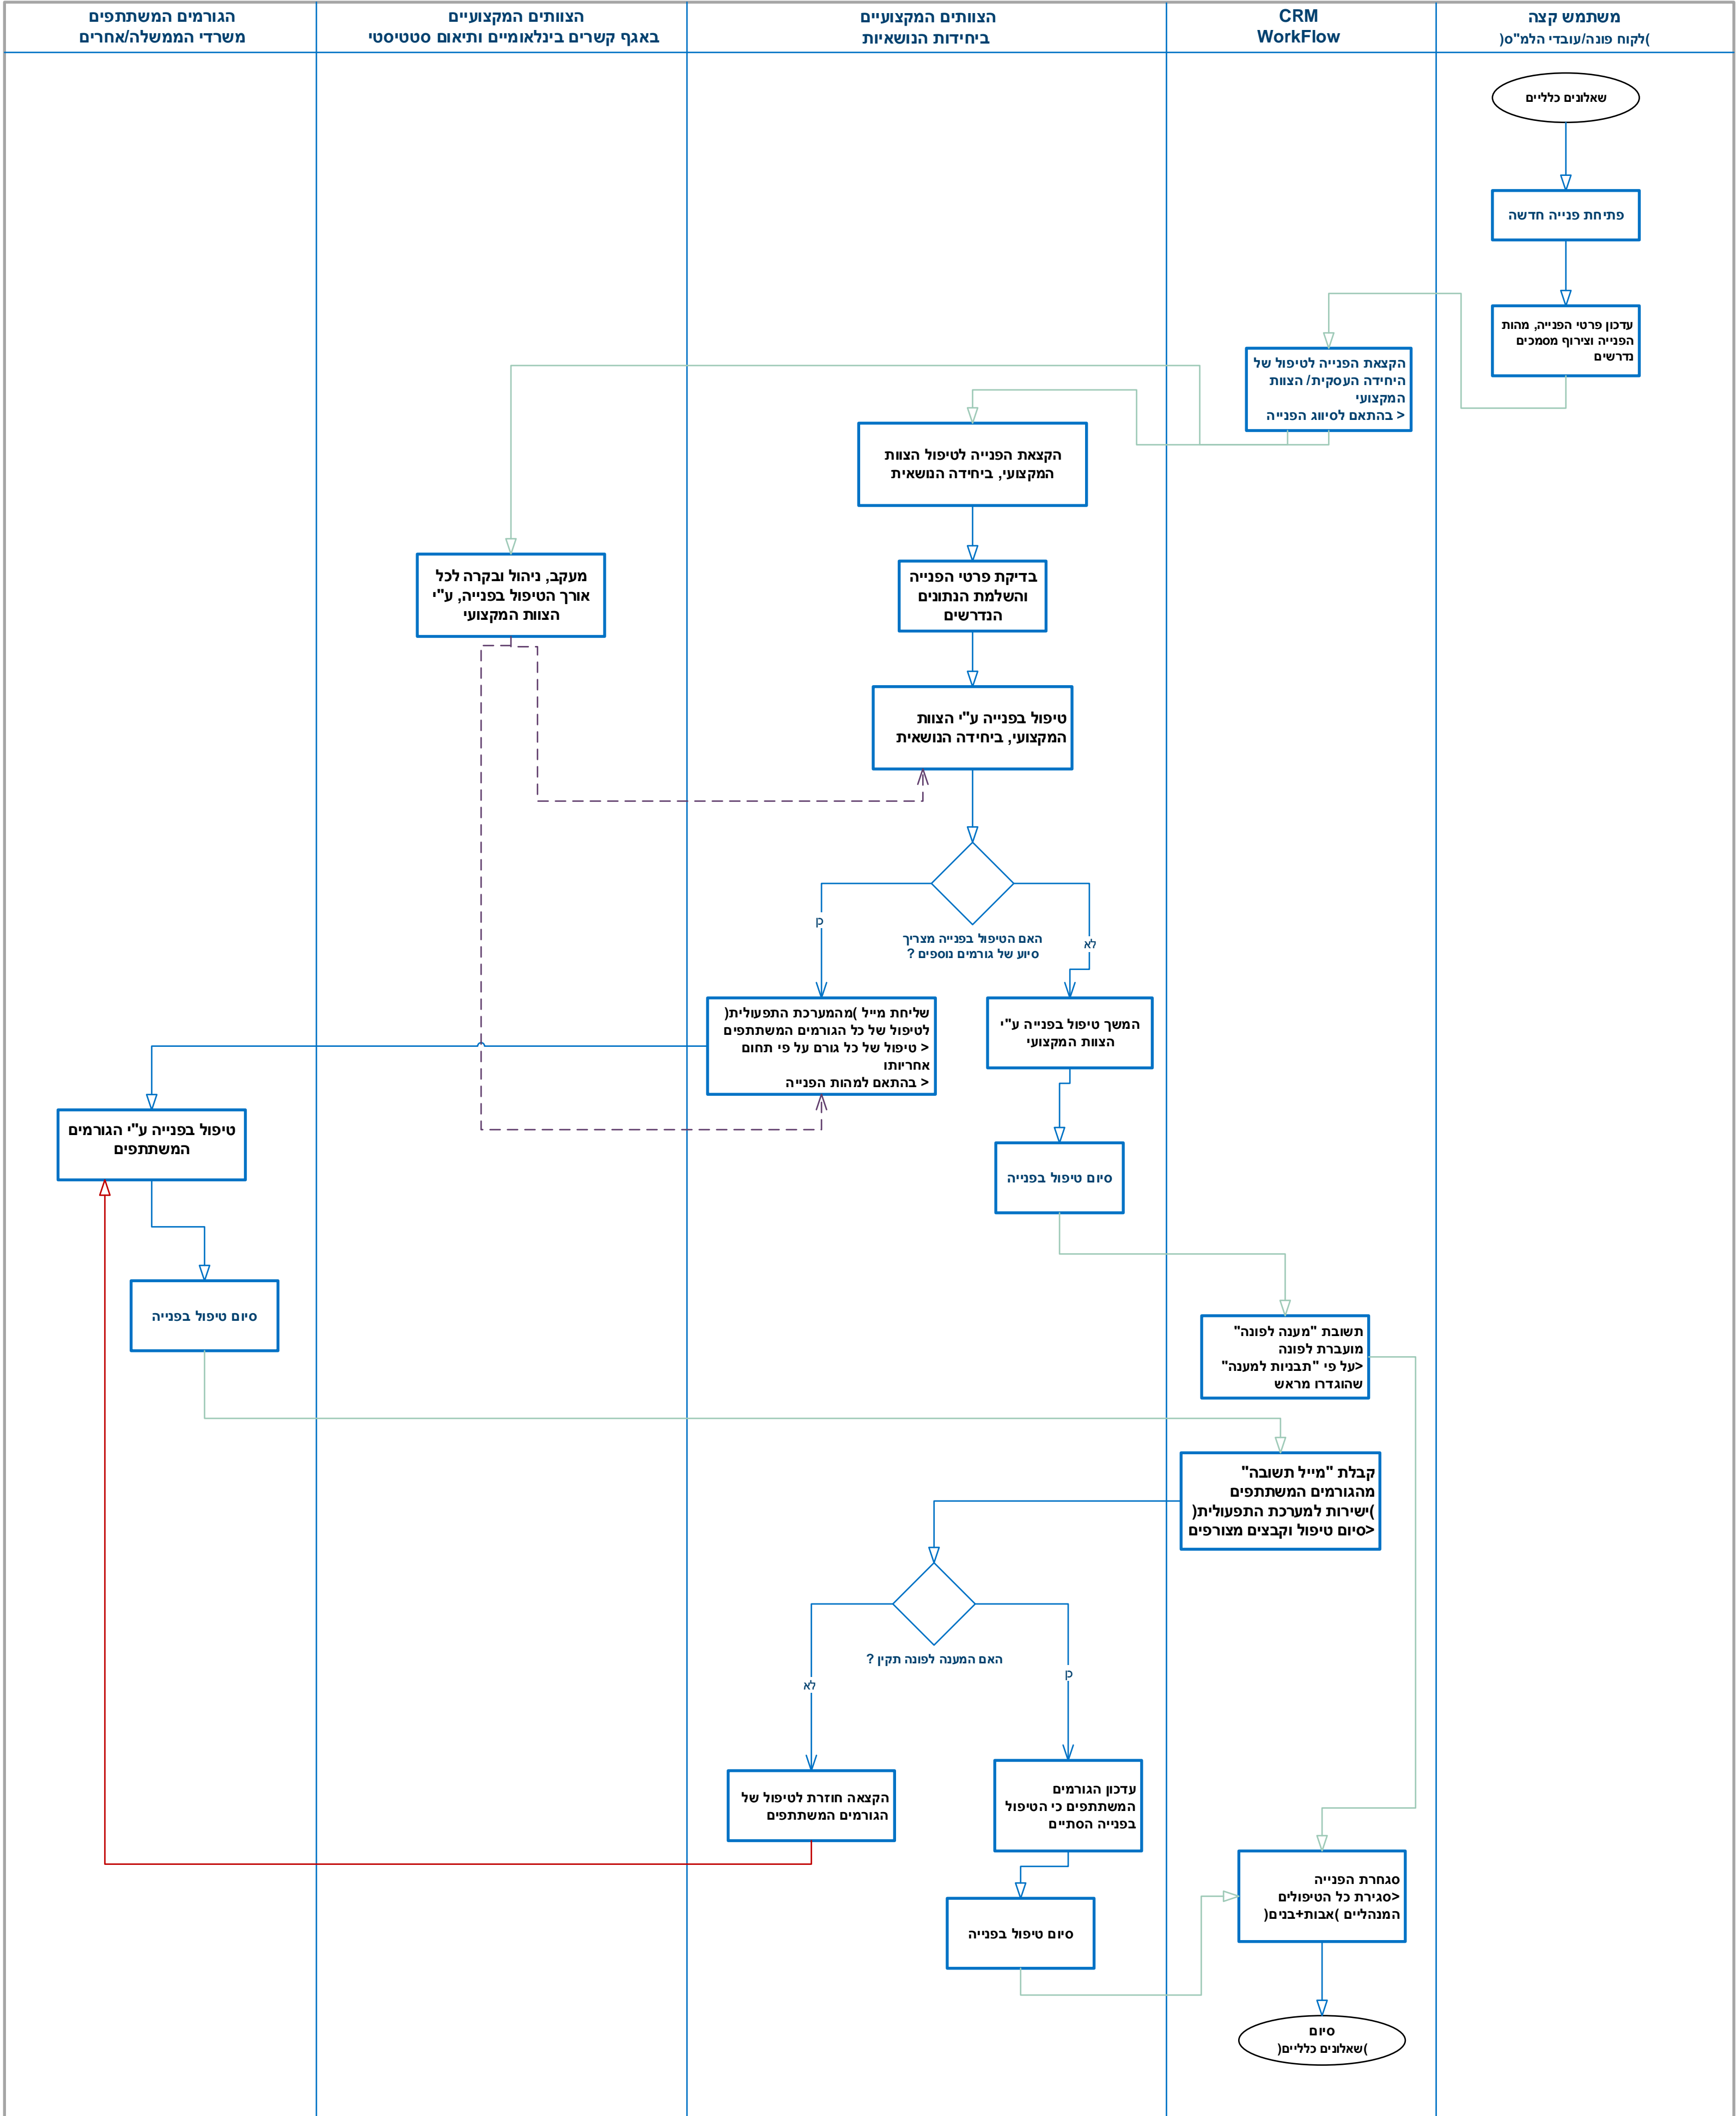 משתמש קצה
)לקוח פונה/עובדי הלמ"ס(
CRM
WorkFlow
הצוותים המקצועיים
ביחידות הנושאיות
הצוותים המקצועיים
באגף קשרים בינלאומיים ותיאום סטטיסטי
הגורמים המשתתפים
משרדי הממשלה/אחרים
שאלונים כלליים
פתיחת פנייה חדשה
עדכון פרטי הפנייה, מהות
הפנייה וצירוף מסמכים
נדרשים
הקצאת הפנייה לטיפול של
היחידה העסקית/ הצוות
המקצועי
< בהתאם לסיווג הפנייה
הקצאת הפנייה לטיפול הצוות
המקצועי, ביחידה הנושאית
מעקב, ניהול ובקרה לכל
אורך הטיפול בפנייה, ע"י
הצוות המקצועי
בדיקת פרטי הפנייה
והשלמת הנתונים
הנדרשים
טיפול בפנייה ע"י הצוות
המקצועי, ביחידה הנושאית
כן
לא
האם הטיפול בפנייה מצריך
סיוע של גורמים נוספים ?
המשך טיפול בפנייה ע"י
הצוות המקצועי
שליחת מייל )מהמערכת התפעולית(
לטיפול של כל הגורמים המשתתפים
< טיפול של כל גורם על פי תחום
אחריותו
< בהתאם למהות הפנייה
טיפול בפנייה ע"י הגורמים
המשתתפים
סיום טיפול בפנייה
סיום טיפול בפנייה
תשובת "מענה לפונה"
מועברת לפונה
<על פי "תבניות למענה"
שהוגדרו מראש
קבלת "מייל תשובה"
מהגורמים המשתתפים
)ישירות למערכת התפעולית(
<סיום טיפול וקבצים מצורפים
האם המענה לפונה תקין ?
כן
לא
עדכון הגורמים
המשתתפים כי הטיפול
בפנייה הסתיים
הקצאה חוזרת לטיפול של
הגורמים המשתתפים
סגחרת הפנייה
<סגירת כל הטיפולים
המנהליים )אבות+בנים(
סיום טיפול בפנייה
סיום
)שאלונים כלליים(